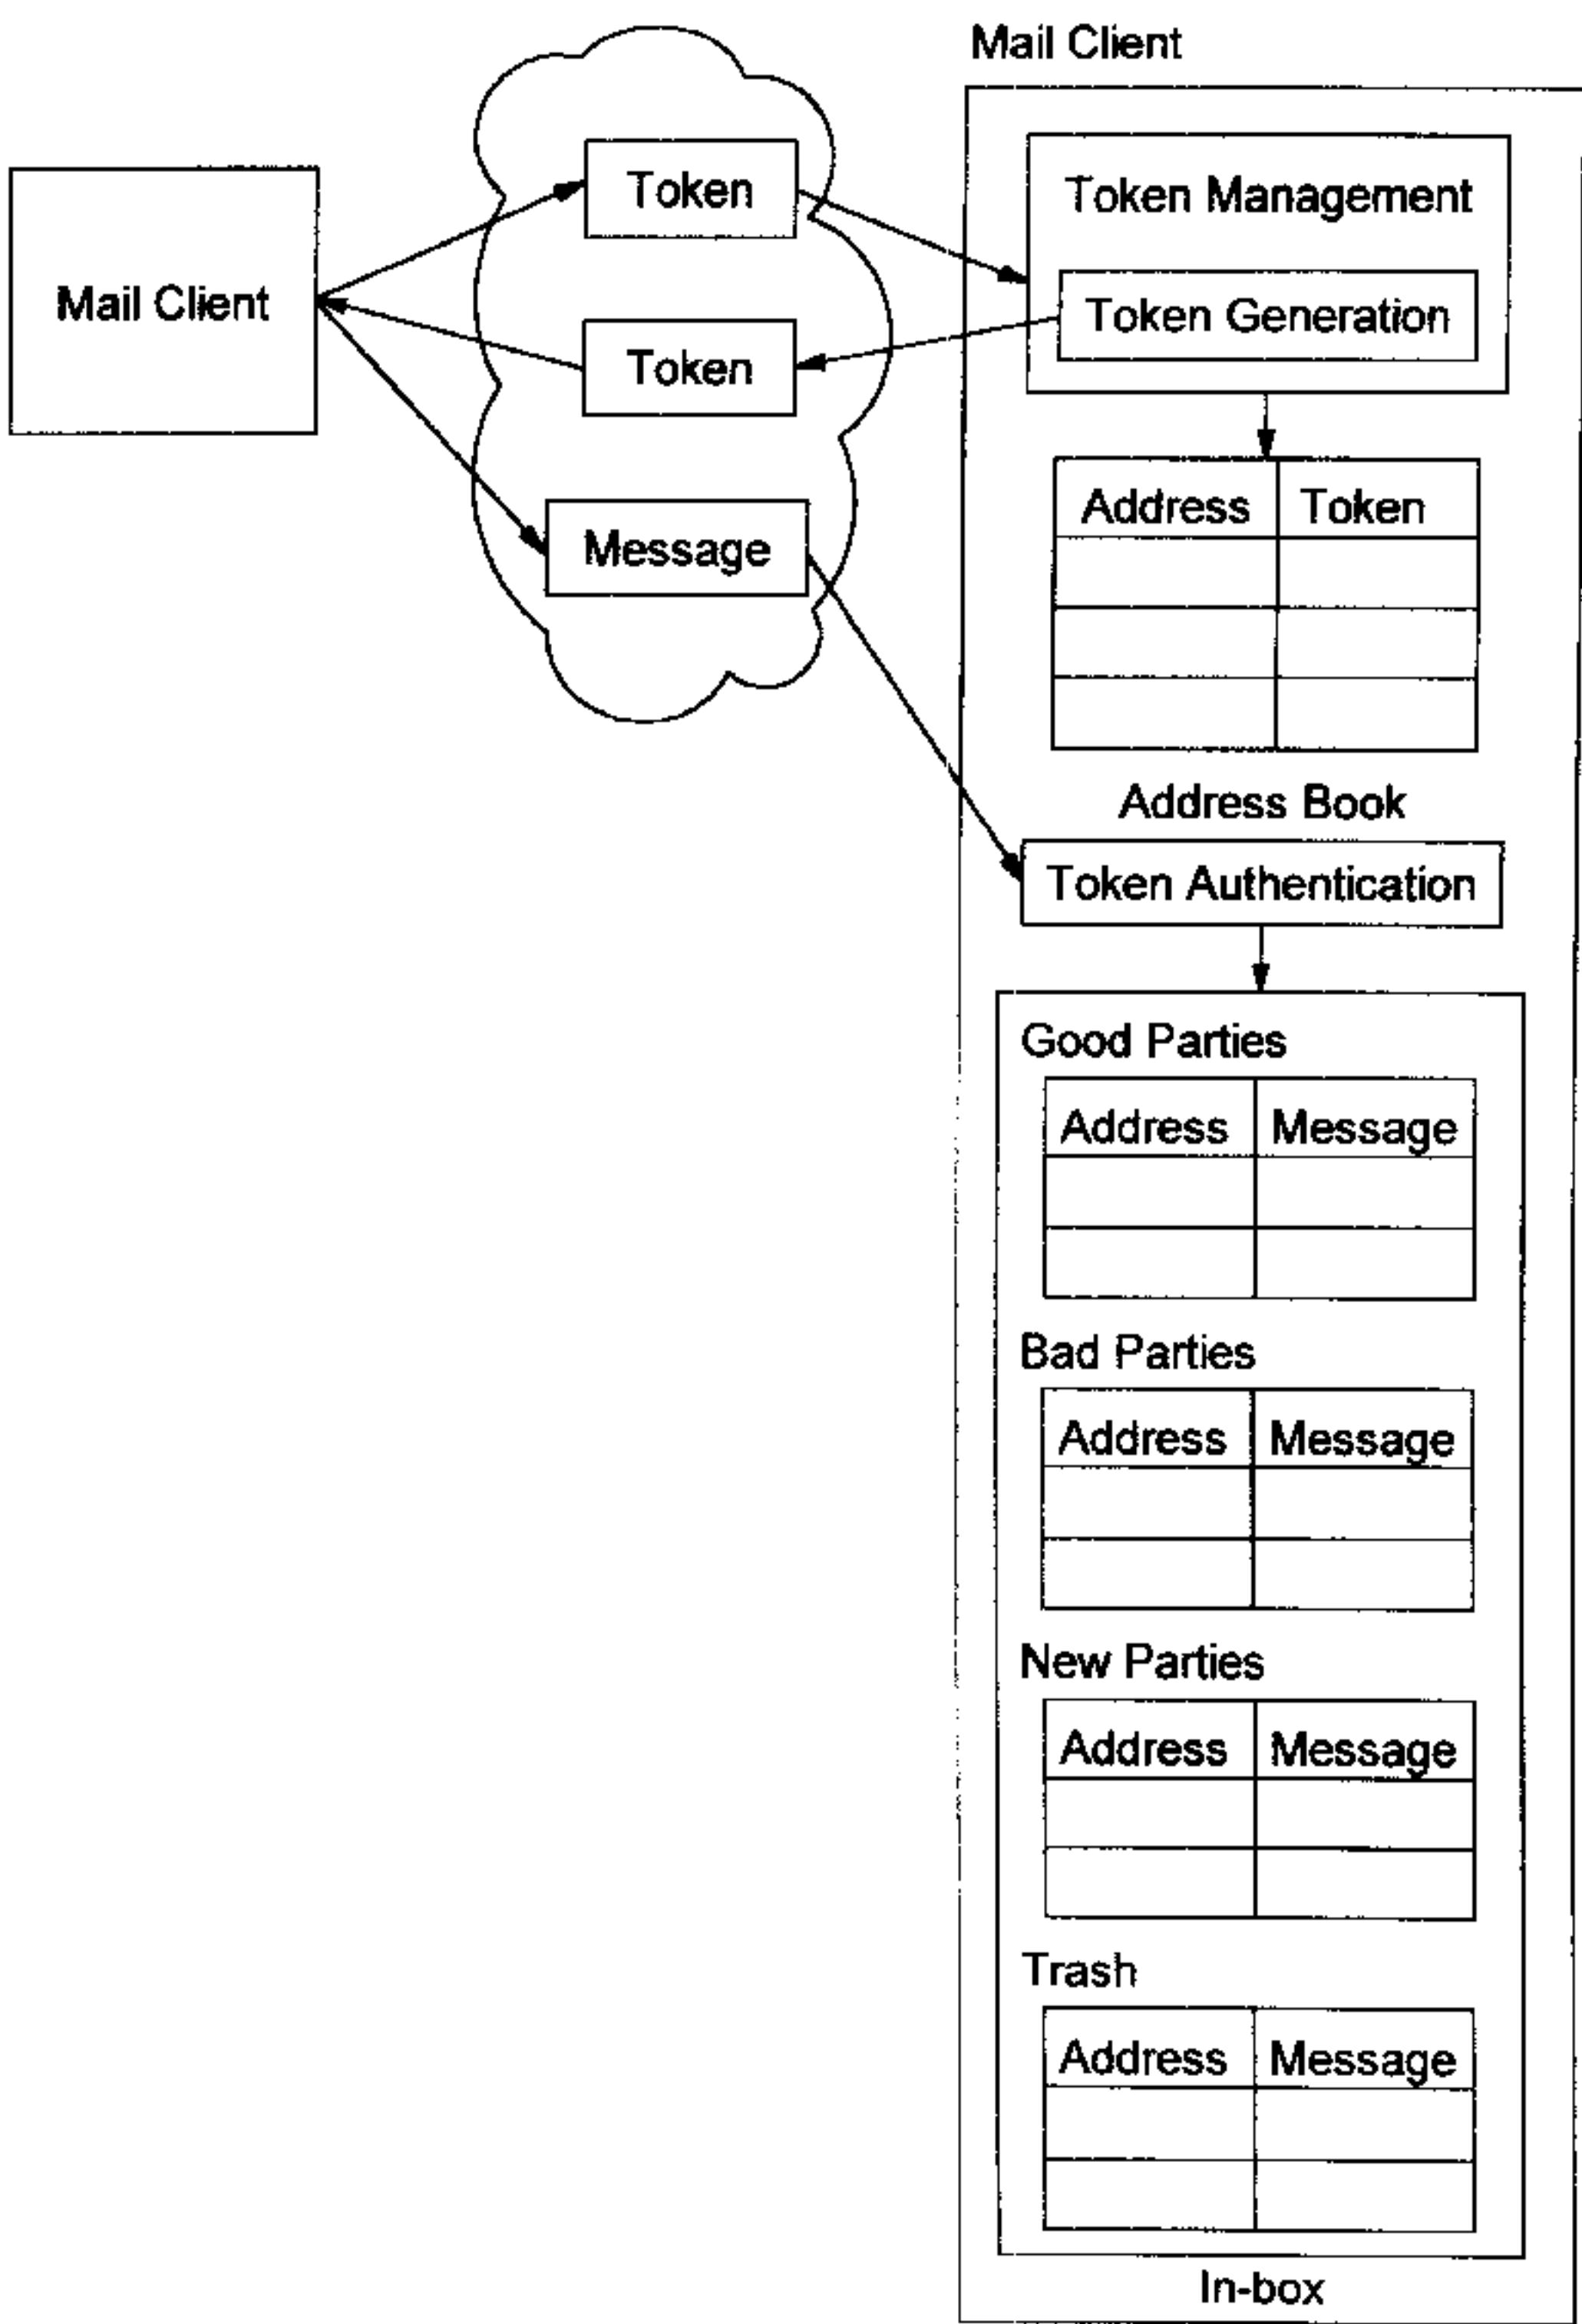 Mail Client
Mail Client
Token
Token
Message
Token Management
Token Generation
Address Token
Address Book
Token Authentication
Good Parties
Address Message
Bad Parties
Address Message
New Parties
Address Message
Trash
Address Message
In-box